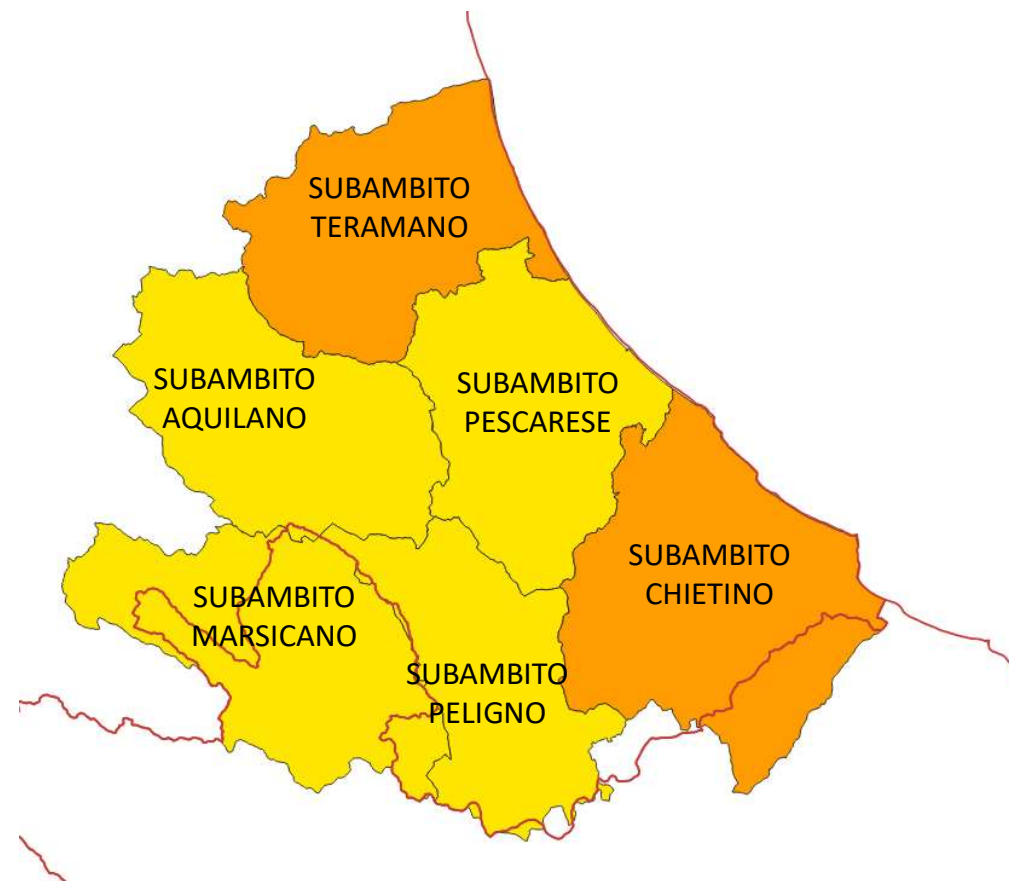 SUBAMBITO
TERAMANO
SUBAMBITO
AQUILANO
SUBAMBITO
PESCARESE
SUBAMBITO
CHIETINO
SUBAMBITO
MARSICANO
SUBAMBITO
PELIGNO